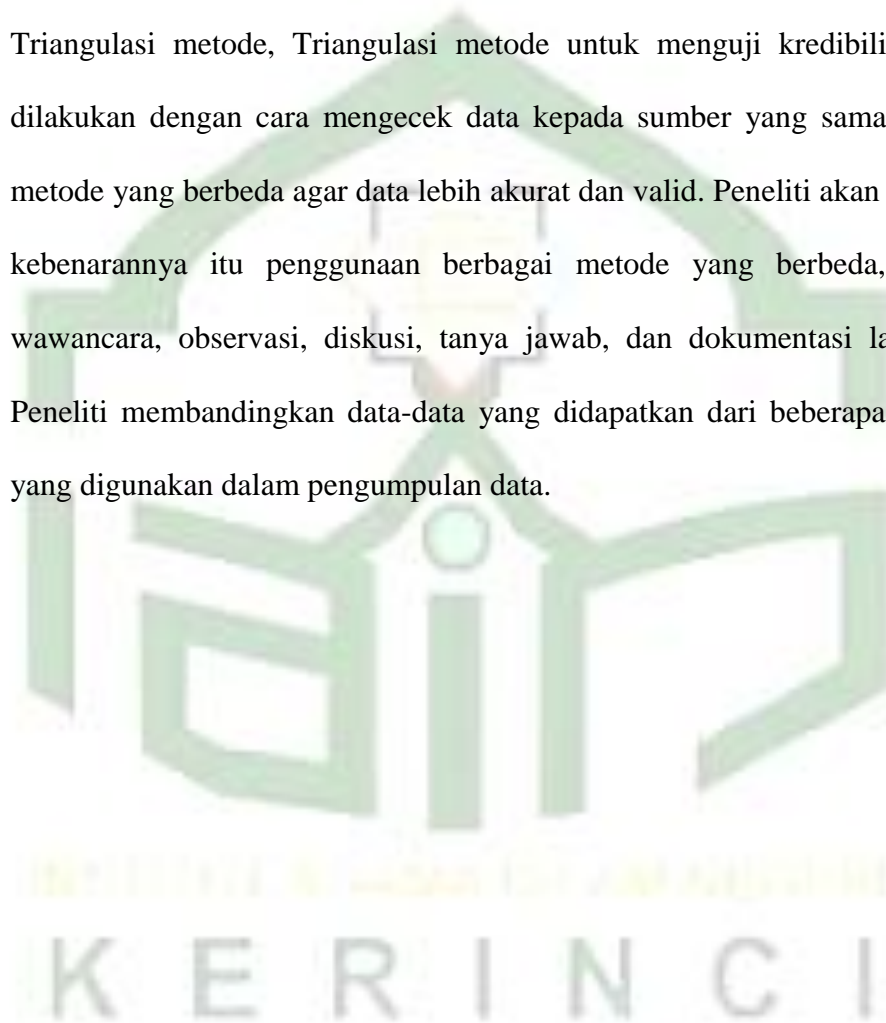 Triangulasi metode, Triangulasi metode untuk menguji kredibili
dilakukan dengan cara mengecek data kepada sumber yang sama
metode yang berbeda agar data lebih akurat dan valid. Peneliti akan
kebenarannya itu penggunaan berbagai metode yang berbeda,
wawancara, observasi, diskusi, tanya jawab, dan dokumentasi la
Peneliti membandingkan data-data yang didapatkan dari beberapa
yang digunakan dalam pengumpulan data.
iain
KERINCI